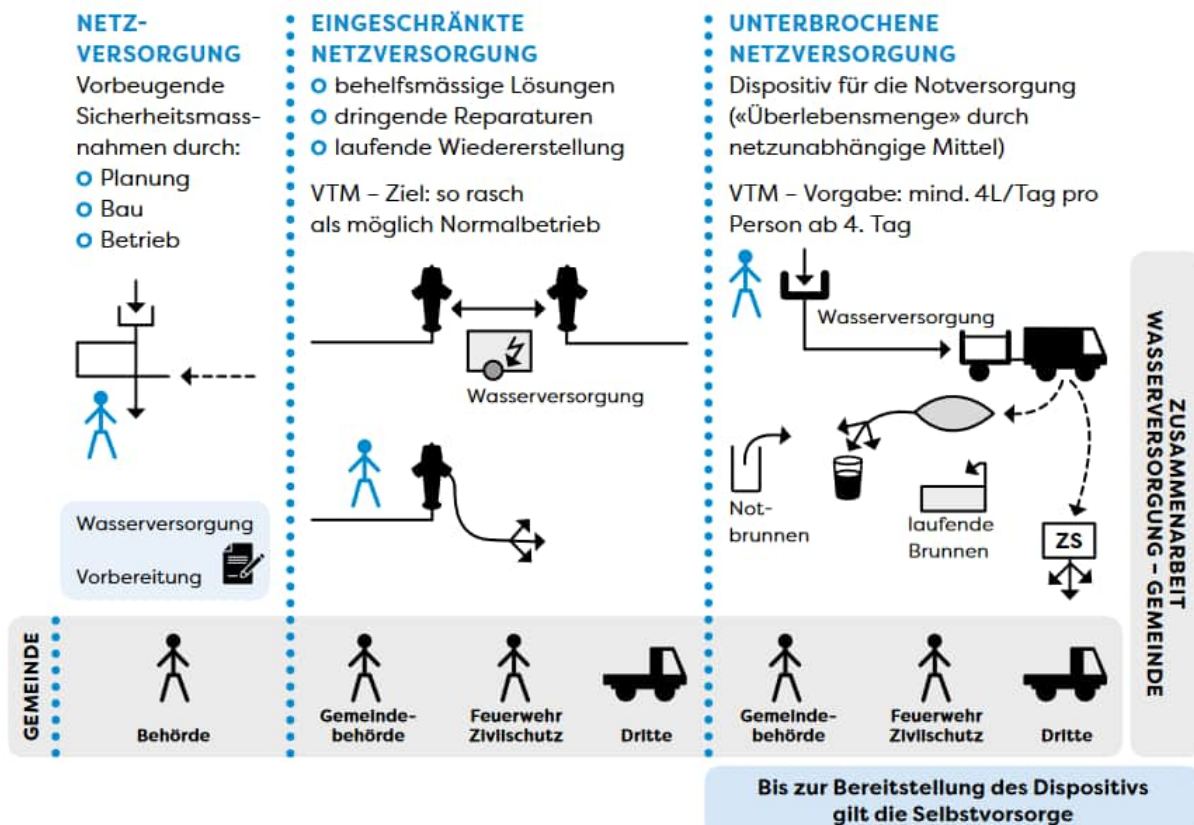 NETZ-
VERSORGUNG
Vorbeugende
Sicherheitsmass-
nahmen durch:
Planung
Bau
Betrieb
Wasserversorgung
Vorbereitung
EINGESCHRÄNKTE
NETZVERSORGUNG
behelfsmässige Lösungen
dringende Reparaturen
laufende Wiedererstellung
VTM – Ziel: so rasch
als möglich Normalbetrieb
Wasserversorgung
UNTERBROCHENE
NETZVERSORGUNG
Dispositiv für die Notversorgung
(«Überlebensmenge» durch
netzunabhängige Mittel)
VTM – Vorgabe: mind. 4L/Tag pro
Person ab 4. Tag
Wasserversorgung
Not-
brunnen
laufende
Brunnen
ZS
ZUSAMMENARBEIT
WASSERVERSORGUNG – GEMEINDE
GEMEINDE
Behörde
Gemeinde-
behörde
Feuerwehr
Zivilschutz
Dritte
Gemeinde-
behörde
Feuerwehr
Zivilschutz
Dritte
Bis zur Bereitstellung des Dispositivs
gilt die Selbstvorsorge